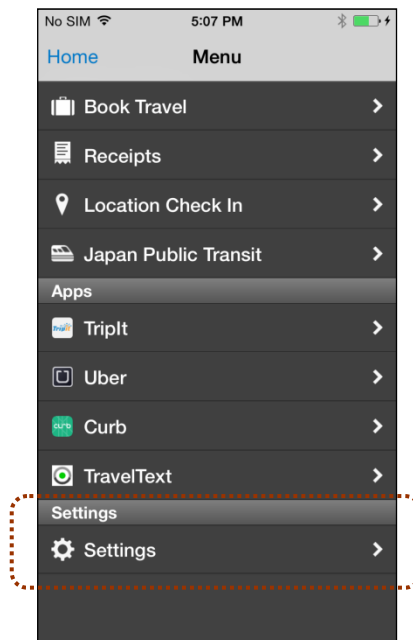 No SIM 5:07 PM
Home Menu
Book Travel
Receipts
Location Check In
Japan Public Transit
Apps
TripIt
Uber
CURB Curb
TravelText
Settings
Settings